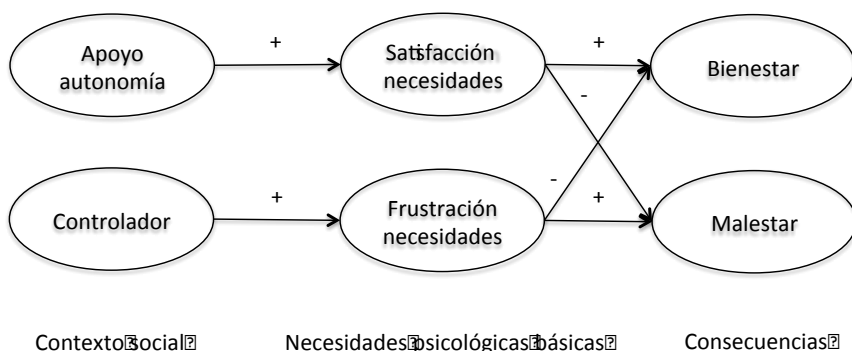 Apoyo
autonomía
+
Satisfacción
necesidades
+
Bienestar
-
-
Controlador
+
Frustración
necesidades
+
Malestar
Contexto social
Necesidades psicológicas básicas
Consecuencias